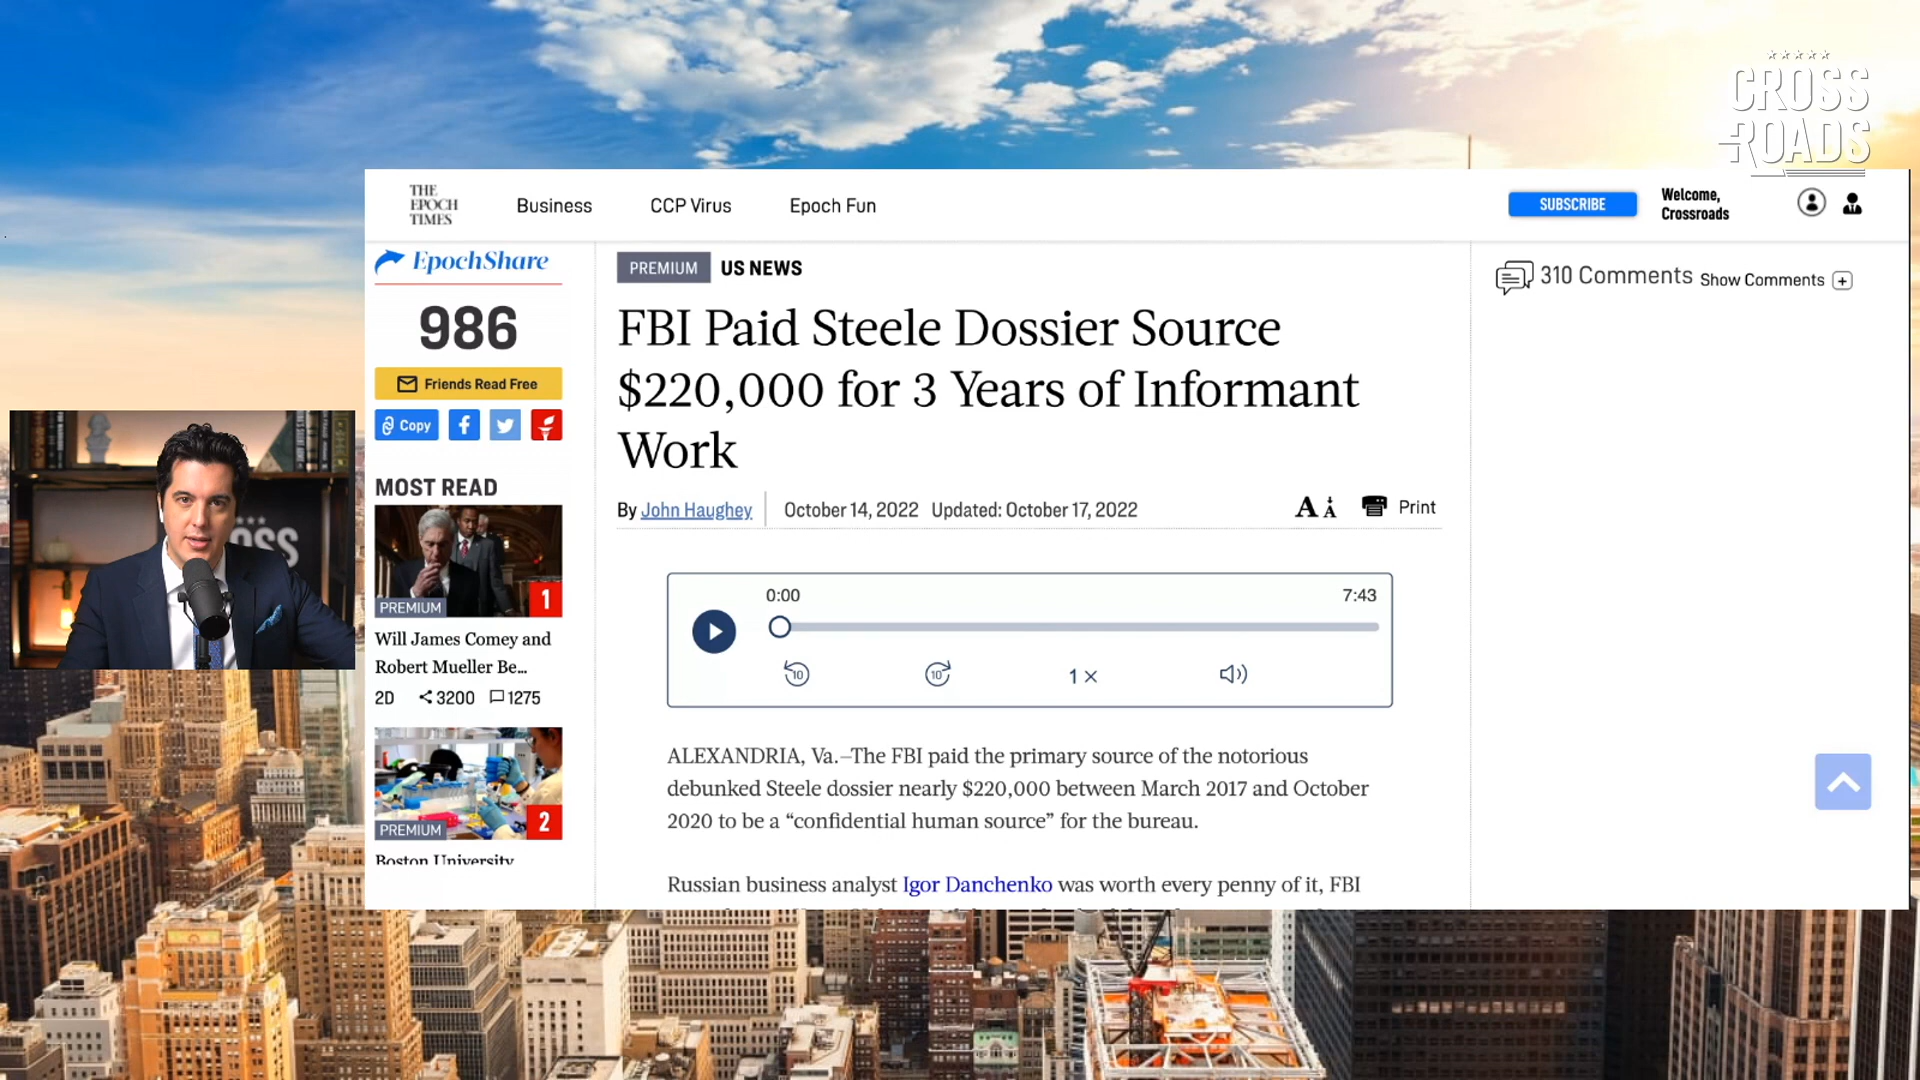 CROSS
ROADS
THE
EPOCH
TIMES
Business
CCP Virus
Epoch Fun
SUBSCRIBE
Welcome,
Crossroads
EpochShare
986
Friends Read Free
Copy
MOST READ
PREMIUM
1
Will James Comey and
Robert Mueller Be...
2D
3200
1275
PREMIUM
2
Boston University
PREMIUM US NEWS
FBI Paid Steele Dossier Source
$220,000 for 3 Years of Informant
Work
By John Haughey
October 14, 2022 Updated: October 17, 2022
A A
Print
0:00
7:43
10
10
1 ×
ALEXANDRIA, Va.–The FBI paid the primary source of the notorious
debunked Steele dossier nearly $220,000 between March 2017 and October
2020 to be a “confidential human source” for the bureau.
Russian business analyst Igor Danchenko was worth every penny of it, FBI
310 Comments Show Comments +
OSS